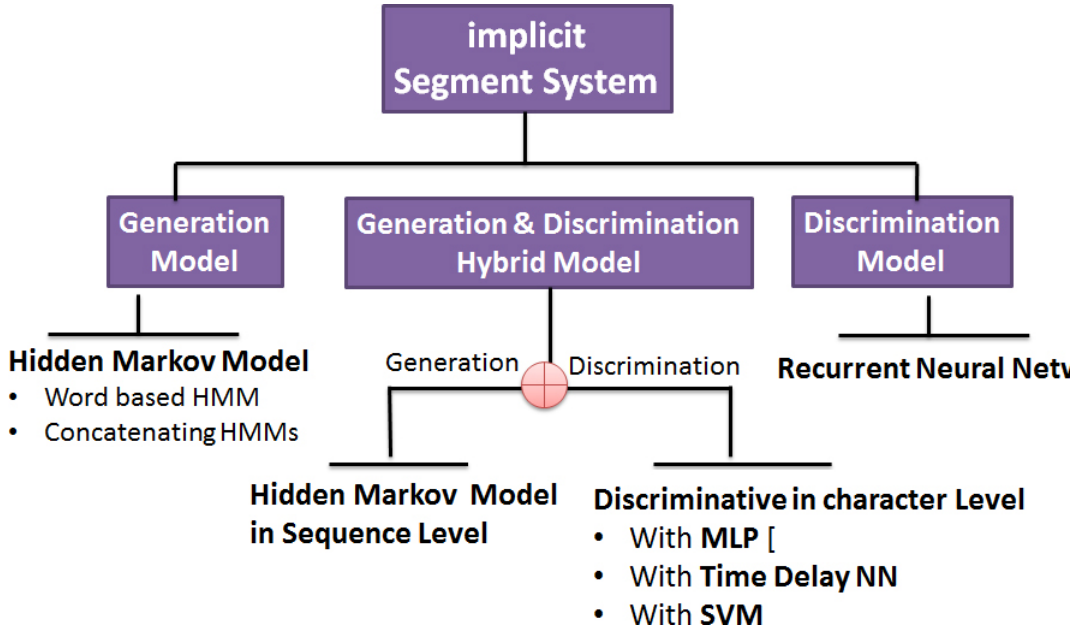 implicit
Segment System
Generation
Model
Generation & Discrimination
Hybrid Model
Discrimination
Model
Hidden Markov Model
• Word based HMM
• Concatenating HMMs
Generation
Discrimination
Recurrent Neural Netw
Hidden Markov Model
in Sequence Level
Discriminative in character Level
• With MLP [
• With Time Delay NN
• With SVM